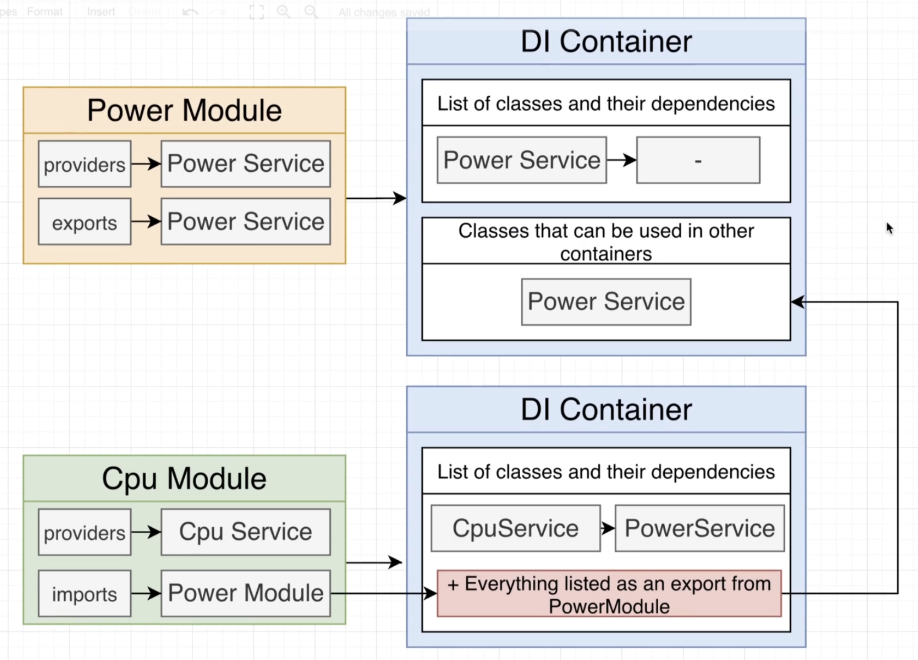 pes Format Insert Delete All changes saved
DI Container
List of classes and their dependencies
Power Service
-
Classes that can be used in other
containers
Power Service
Power Module
providers
Power Service
exports
Power Service
DI Container
List of classes and their dependencies
CpuService
PowerService
+ Everything listed as an export from
PowerModule
Cpu Module
providers
Cpu Service
imports
Power Module